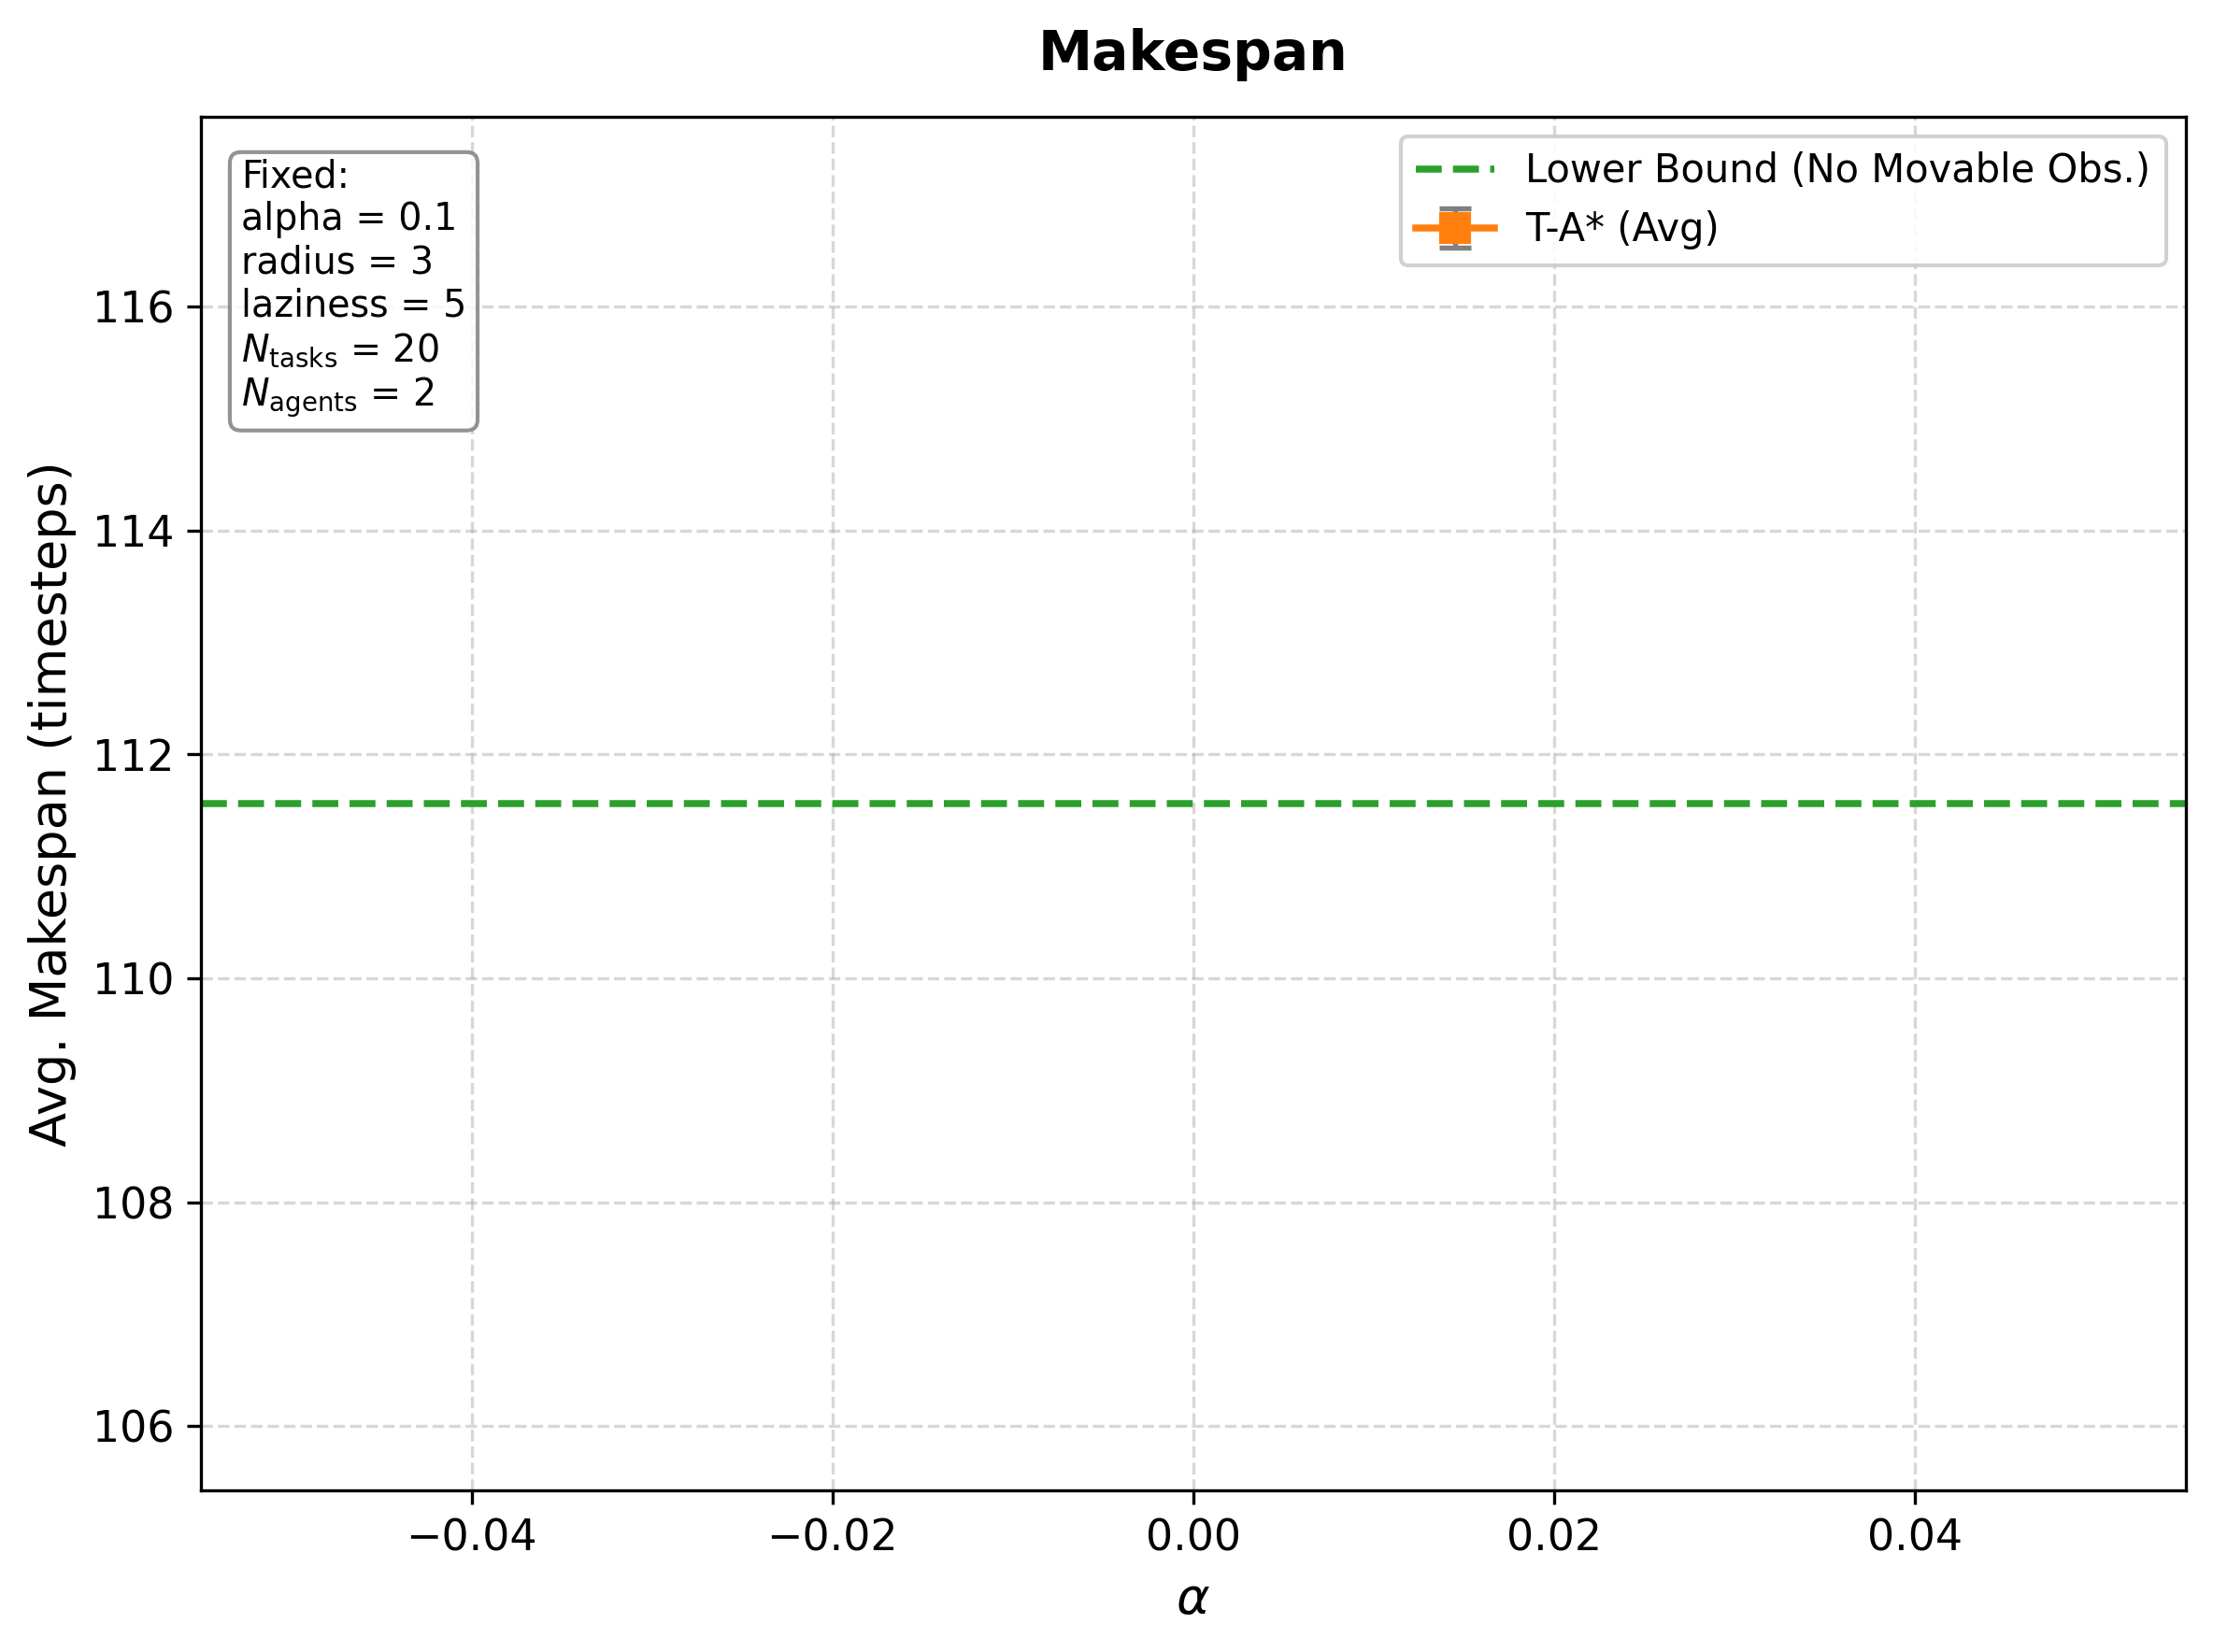 Makespan
Fixed:
alpha = 0.1
radius = 3
laziness = 5
N_tasks = 20
N_agents = 2
Lower Bound (No Movable Obs.)
T-A* (Avg)
Avg. Makespan (timesteps)
116
114
112
110
108
106
−0.04
−0.02
0.00
0.02
0.04
α